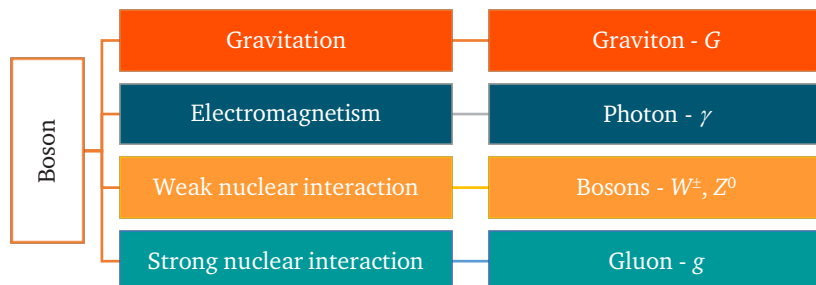 Boson
Gravitation
Graviton - G
Electromagnetism
Photon - γ
Weak nuclear interaction
Bosons - W±, Z⁰
Strong nuclear interaction
Gluon - g